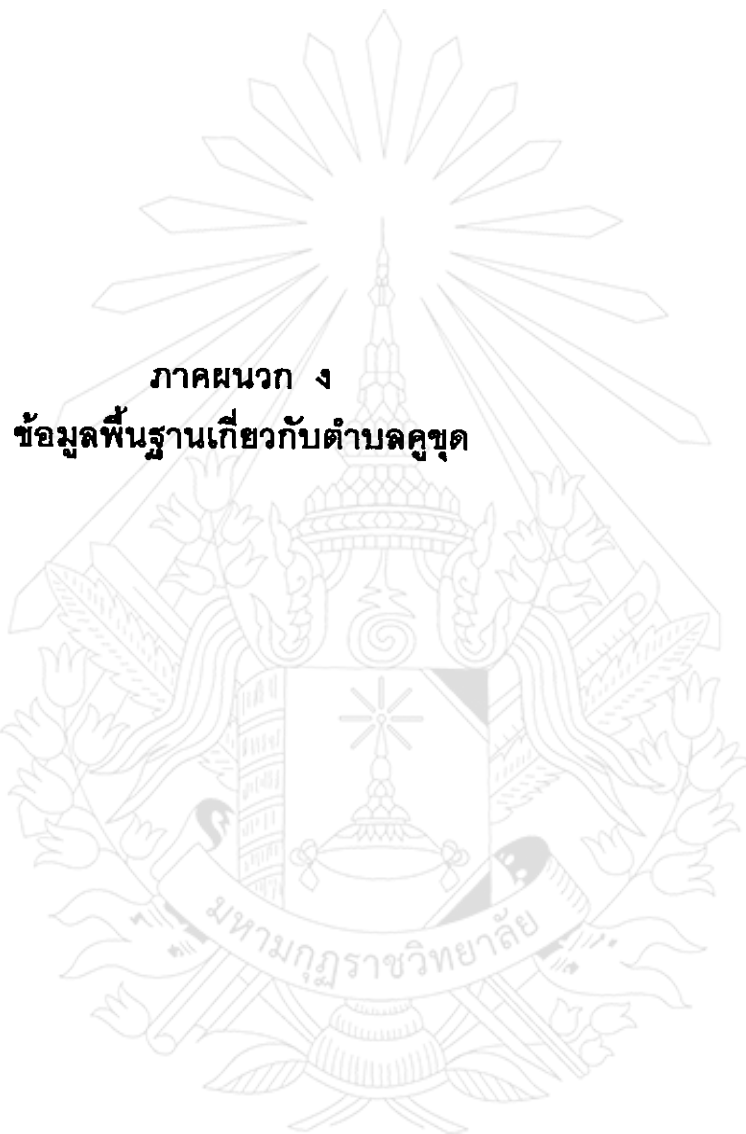 ภาคผนวก ง
ข้อมูลพื้นฐานเกี่ยวกับตำบลคูขุด
มหามกุฏราชวิทยาลัย